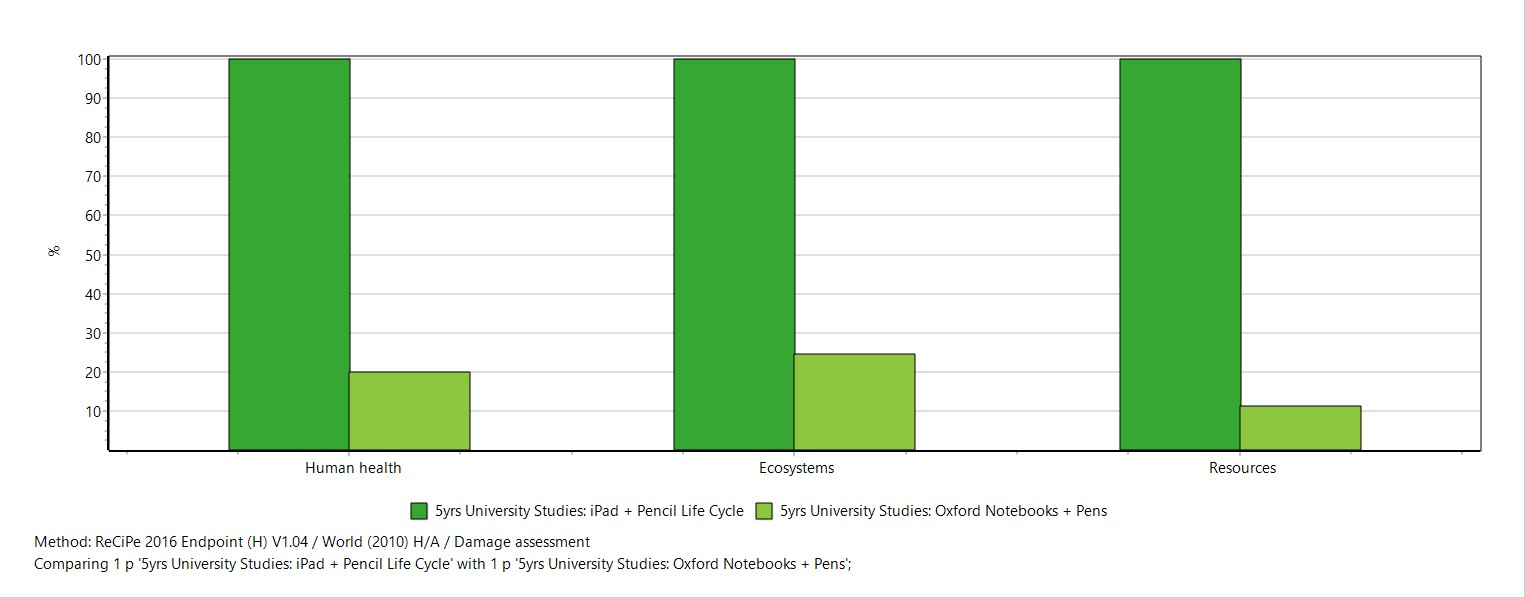 100
90
80
70
60
50
40
30
20
10
%
Human health Ecosystems Resources
5yrs University Studies: iPad + Pencil Life Cycle 5yrs University Studies: Oxford Notebooks + Pens
Method: ReCiPe 2016 Endpoint (H) V1.04 / World (2010) H/A / Damage assessment
Comparing 1 p '5yrs University Studies: iPad + Pencil Life Cycle' with 1 p '5yrs University Studies: Oxford Notebooks + Pens';